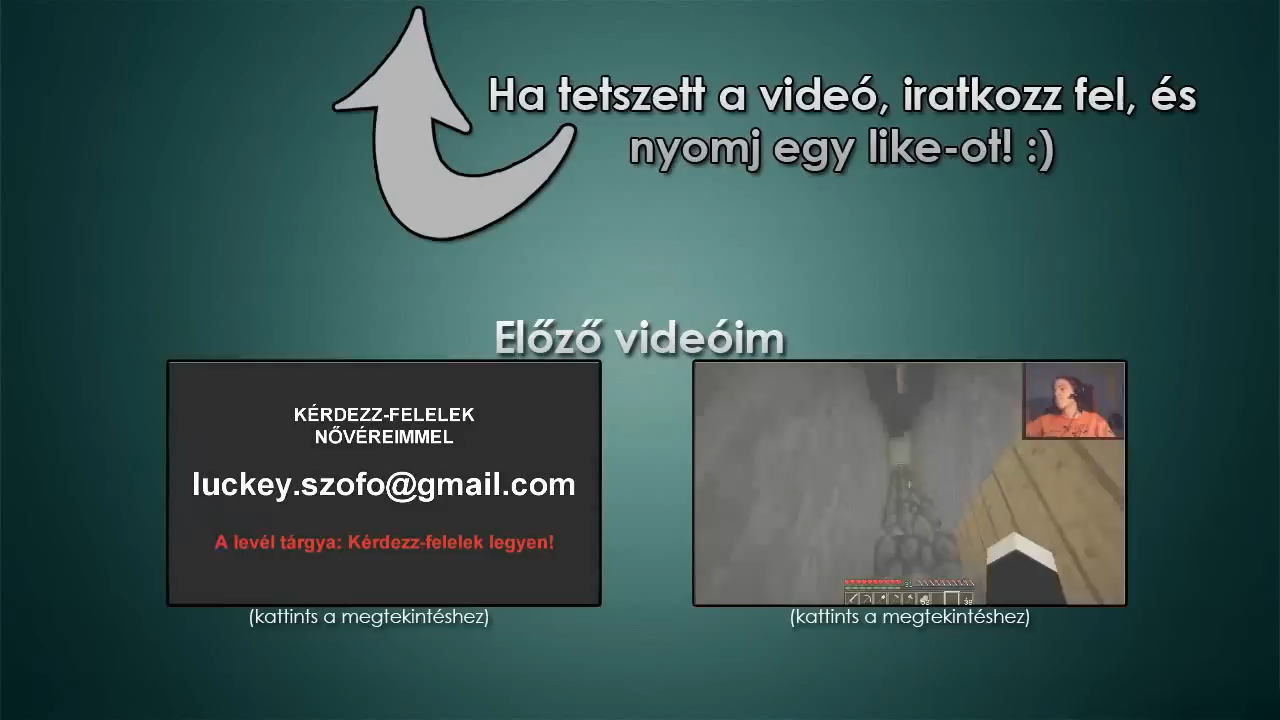 Ha tetszett a videó, iratkozz fel, és
nyomj egy like-ot! :)
Előző videóim
KÉRDEZZ-FELELEK
NŐVÉREIMMEL
luckey.szofo@gmail.com
A levél tárgya: Kérdezz-felelek legyen!
(kattints a megtekintéshez)
(kattints a megtekintéshez)